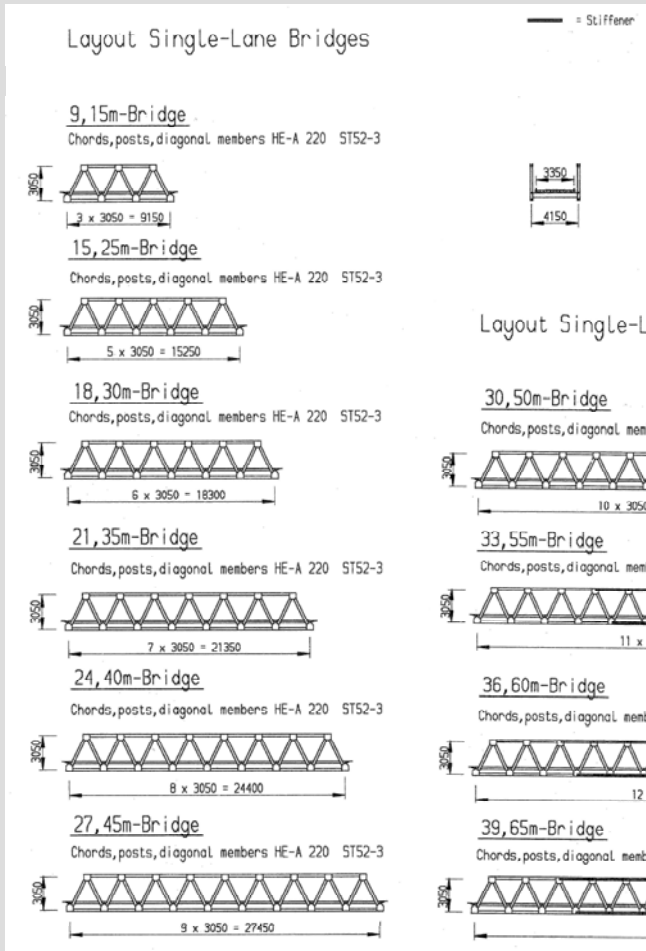 Layout Single-Lane Bridges
= Stiffener
9,15m-Bridge
Chords,posts,diagonal members HE-A 220 ST52-3
3050
3 x 3050 = 9150
3350
4150
15,25m-Bridge
Chords,posts,diagonal members HE-A 220 ST52-3
3050
5 x 3050 = 15250
18,30m-Bridge
Chords,posts,diagonal members HE-A 220 ST52-3
3050
6 x 3050 = 18300
21,35m-Bridge
Chords,posts,diagonal members HE-A 220 ST52-3
3050
7 x 3050 = 21350
24,40m-Bridge
Chords,posts,diagonal members HE-A 220 ST52-3
3050
8 x 3050 = 24400
27,45m-Bridge
Chords,posts,diagonal members HE-A 220 ST52-3
3050
9 x 3050 = 27450
Layout Single-L
30,50m-Bridge
Chords,posts,diagonal mem
3050
10 x 3050
33,55m-Bridge
Chords,posts,diagonal mem
3050
11 x
36,60m-Bridge
Chords,posts,diagonal memb
3050
12
39,65m-Bridge
Chords,posts,diagonal memb
3050